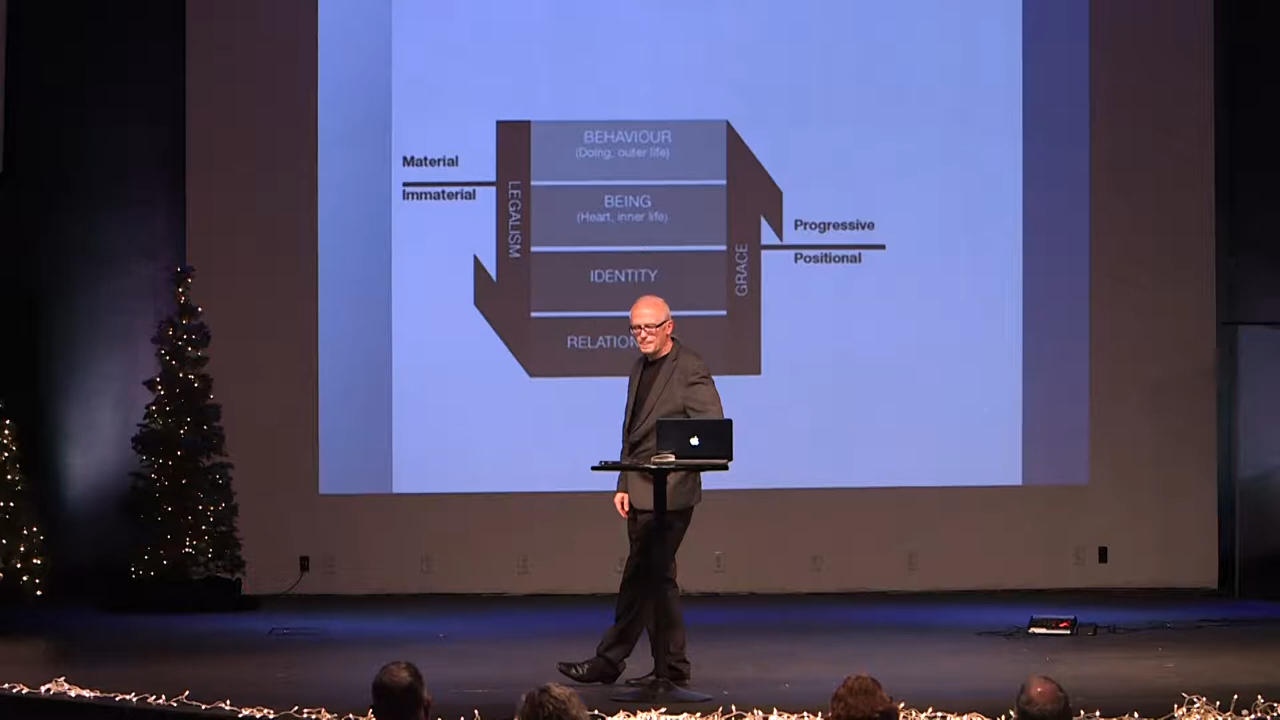 BEHAVIOUR
(Doing, outer life)
Material
Immaterial
LEGALISM
BEING
(Heart, inner life)
Progressive
Positional
GRACE
IDENTITY